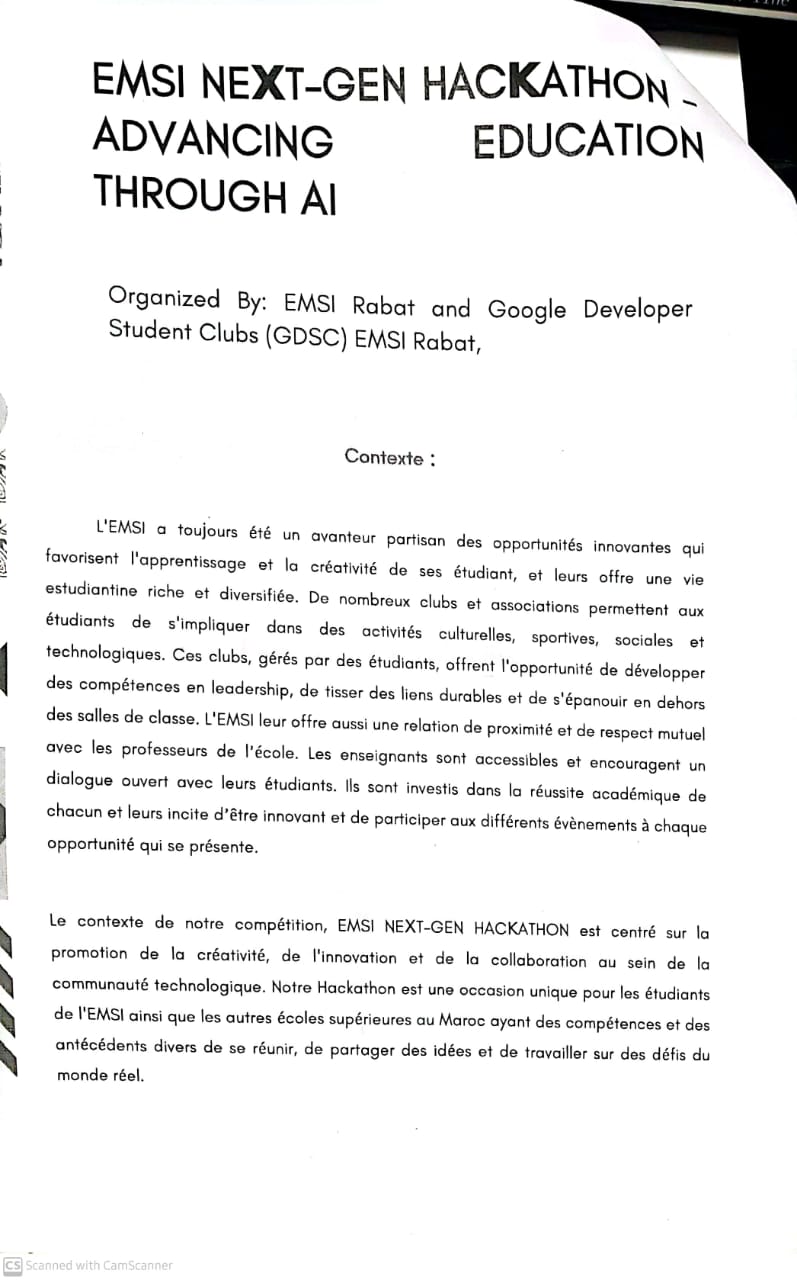 EMSI NEXT-GEN HACKATHON -
ADVANCING EDUCATION
THROUGH AI
Organized By: EMSI Rabat and Google Developer
Student Clubs (GDSC) EMSI Rabat,
Contexte :
L'EMSI a toujours été un avanteur partisan des opportunités innovantes qui
favorisent l'apprentissage et la créativité de ses étudiant, et leurs offre une vie
estudiantine riche et diversifiée. De nombreux clubs et associations permettent aux
étudiants de s'impliquer dans des activités culturelles, sportives, sociales et
technologiques. Ces clubs, gérés par des étudiants, offrent l'opportunité de développer
des compétences en leadership, de tisser des liens durables et de s'épanouir en dehors
des salles de classe. L'EMSI leur offre aussi une relation de proximité et de respect mutuel
avec les professeurs de l'école. Les enseignants sont accessibles et encouragent un
dialogue ouvert avec leurs étudiants. Ils sont investis dans la réussite académique de
chacun et leurs incite d'être innovant et de participer aux différents évènements à chaque
opportunité qui se présente.
Le contexte de notre compétition, EMSI NEXT-GEN HACKATHON est centré sur la
promotion de la créativité, de l'innovation et de la collaboration au sein de la
communauté technologique. Notre Hackathon est une occasion unique pour les étudiants
de l'EMSI ainsi que les autres écoles supérieures au Maroc ayant des compétences et des
antécédents divers de se réunir, de partager des idées et de travailler sur des défis du
monde réel.
CS Scanned with CamScanner